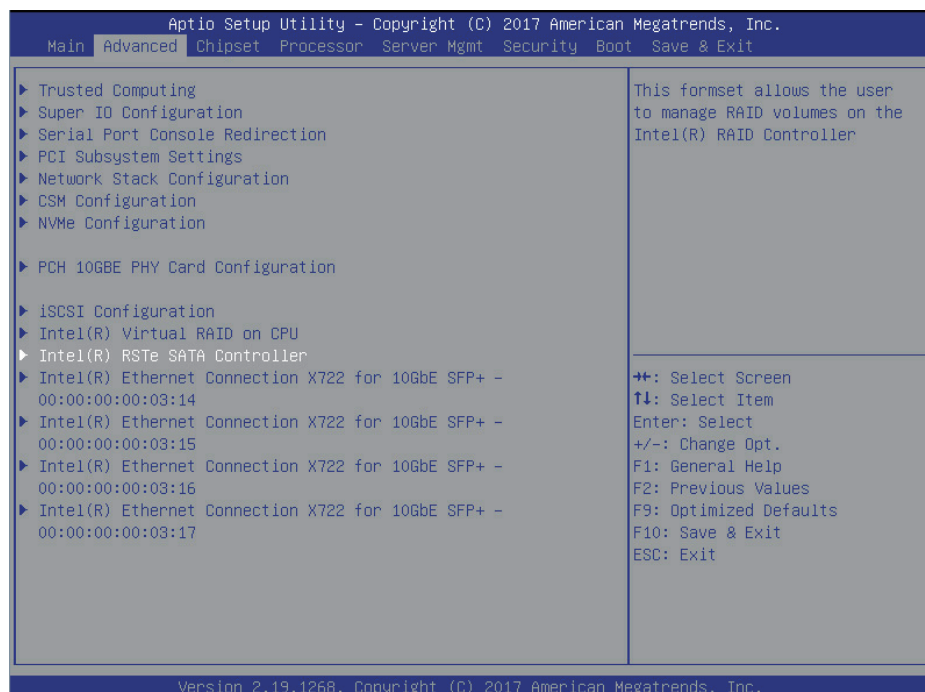 Aptio Setup Utility – Copyright (C) 2017 American Megatrends, Inc.
Main Advanced Chipset Processor Server Mgmt Security Boot Save & Exit
▶ Trusted Computing
▶ Super IO Configuration
▶ Serial Port Console Redirection
▶ PCI Subsystem Settings
▶ Network Stack Configuration
▶ CSM Configuration
▶ NVMe Configuration
▶ PCH 10GBE PHY Card Configuration
▶ iSCSI Configuration
▶ Intel(R) Virtual RAID on CPU
▶ Intel(R) RSTe SATA Controller
▶ Intel(R) Ethernet Connection X722 for 10GbE SFP+ –
00:00:00:00:03:14
▶ Intel(R) Ethernet Connection X722 for 10GbE SFP+ –
00:00:00:00:03:15
▶ Intel(R) Ethernet Connection X722 for 10GbE SFP+ –
00:00:00:00:03:16
▶ Intel(R) Ethernet Connection X722 for 10GbE SFP+ –
00:00:00:00:03:17
This formset allows the user
to manage RAID volumes on the
Intel(R) RAID Controller
→←: Select Screen
↑↓: Select Item
Enter: Select
+/-: Change Opt.
F1: General Help
F2: Previous Values
F9: Optimized Defaults
F10: Save & Exit
ESC: Exit
Version 2.19.1268. Copyright (C) 2017 American Megatrends, Inc.